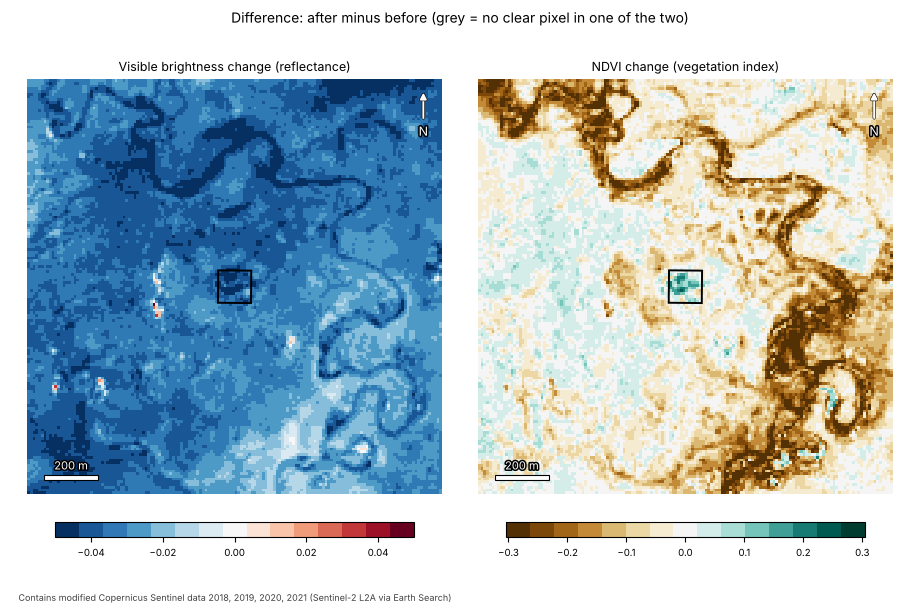 Difference: after minus before (grey = no clear pixel in one of the two)
Visible brightness change (reflectance)
NDVI change (vegetation index)
N
N
200 m
200 m
−0.04 −0.02 0.00 0.02 0.04
−0.3 −0.2 −0.1 0.0 0.1 0.2 0.3
Contains modified Copernicus Sentinel data 2018, 2019, 2020, 2021 (Sentinel-2 L2A via Earth Search)